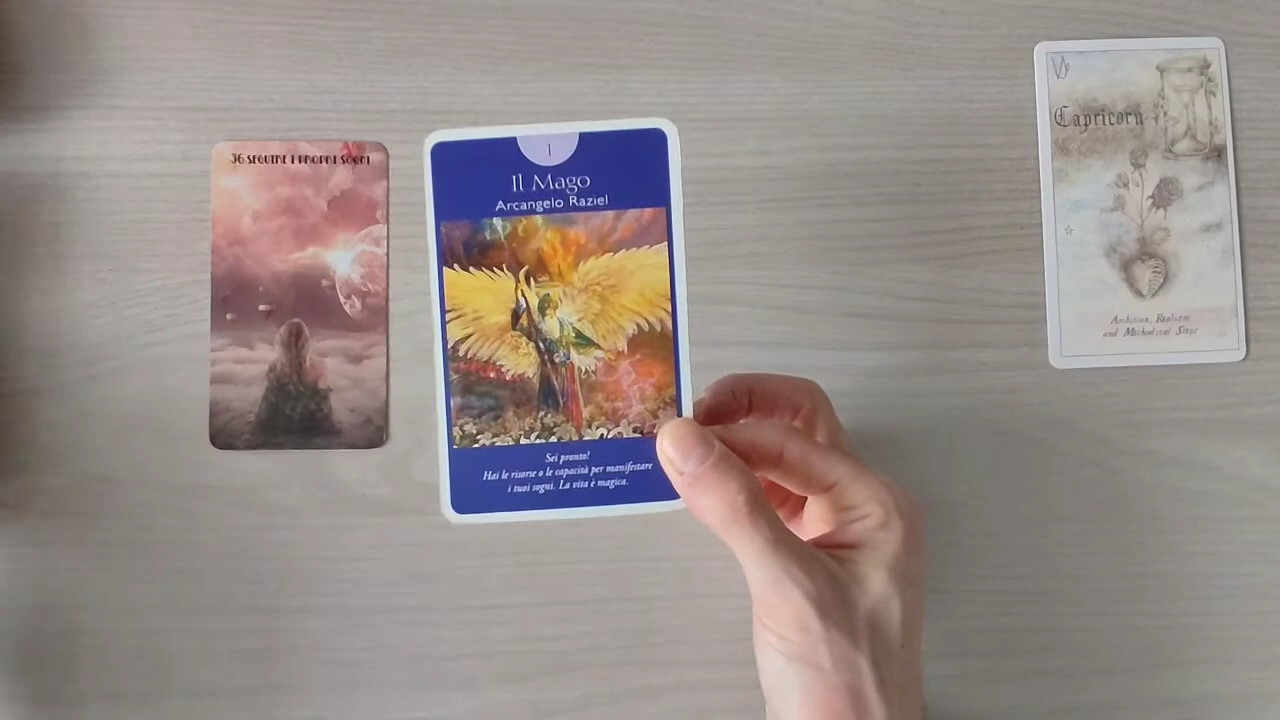 36 SEGUIRE I PROPRI SOGNI
1
Il Mago
Arcangelo Raziel
Sei pronto!
Hai le risorse o le capacità per manifestare
i tuoi sogni. La vita è magica.
Capricorn
Ambition, Realism
and Methodical Steps